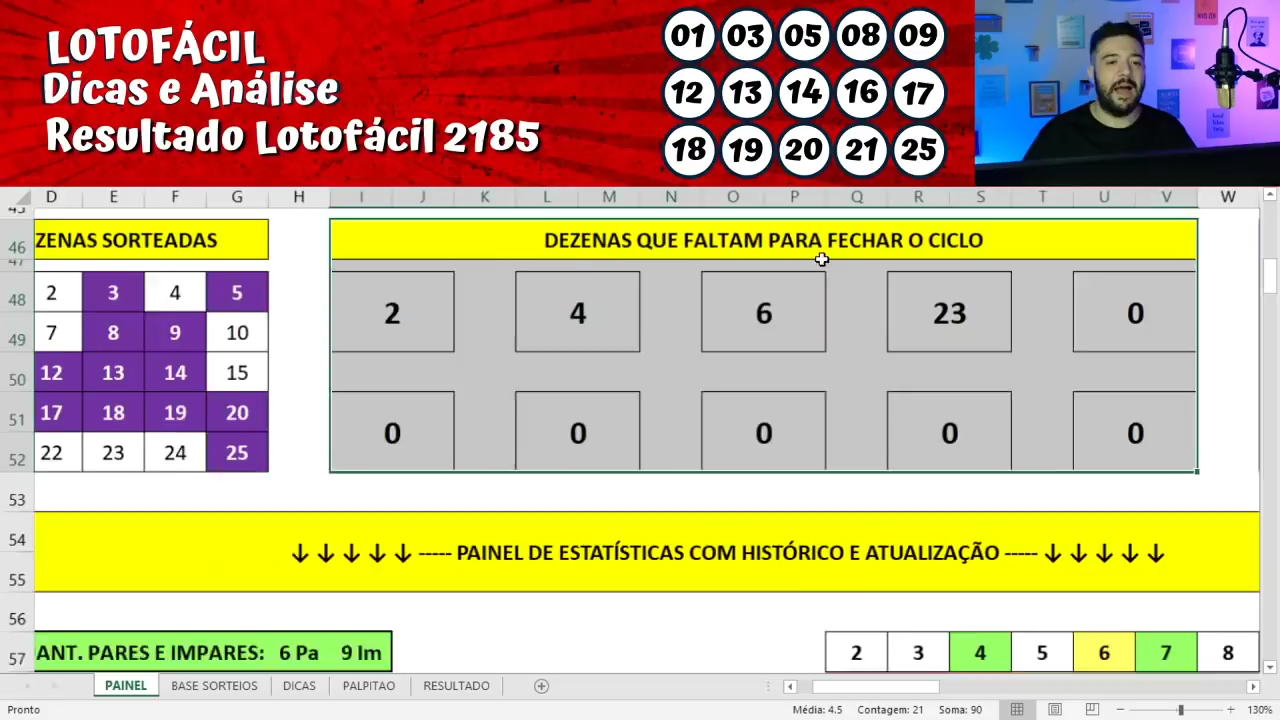 LOTOFÁCIL
Dicas e Análise
Resultado Lotofácil 2185
01 03 05 08 09
12 13 14 16 17
18 19 20 21 25
D E F G H I J K L M N O P Q R S T U V W
46 ZENAS SORTEADAS DEZENAS QUE FALTAM PARA FECHAR O CICLO
47
48 2 3 4 5 2 4 6 23 0
49 7 8 9 10
50 12 13 14 15
51 17 18 19 20 0 0 0 0 0
52 22 23 24 25
53
54 ↓ ↓ ↓ ↓ ↓ ----- PAINEL DE ESTATÍSTICAS COM HISTÓRICO E ATUALIZAÇÃO ----- ↓ ↓ ↓ ↓ ↓
55
56
57 ANT. PARES E IMPARES: 6 Pa 9 Im 2 3 4 5 6 7 8
PAINEL BASE SORTEIOS DICAS PALPITAO RESULTADO
Pronto Média: 4.5 Contagem: 21 Soma: 90 130%